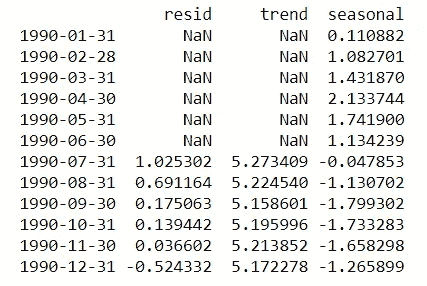 resid trend seasonal
1990-01-31 NaN NaN 0.110882
1990-02-28 NaN NaN 1.082701
1990-03-31 NaN NaN 1.431870
1990-04-30 NaN NaN 2.133744
1990-05-31 NaN NaN 1.741900
1990-06-30 NaN NaN 1.134239
1990-07-31 1.025302 5.273409 -0.047853
1990-08-31 0.691164 5.224540 -1.130702
1990-09-30 0.175063 5.158601 -1.799302
1990-10-31 0.139442 5.195996 -1.733283
1990-11-30 0.036602 5.213852 -1.658298
1990-12-31 -0.524332 5.172278 -1.265899